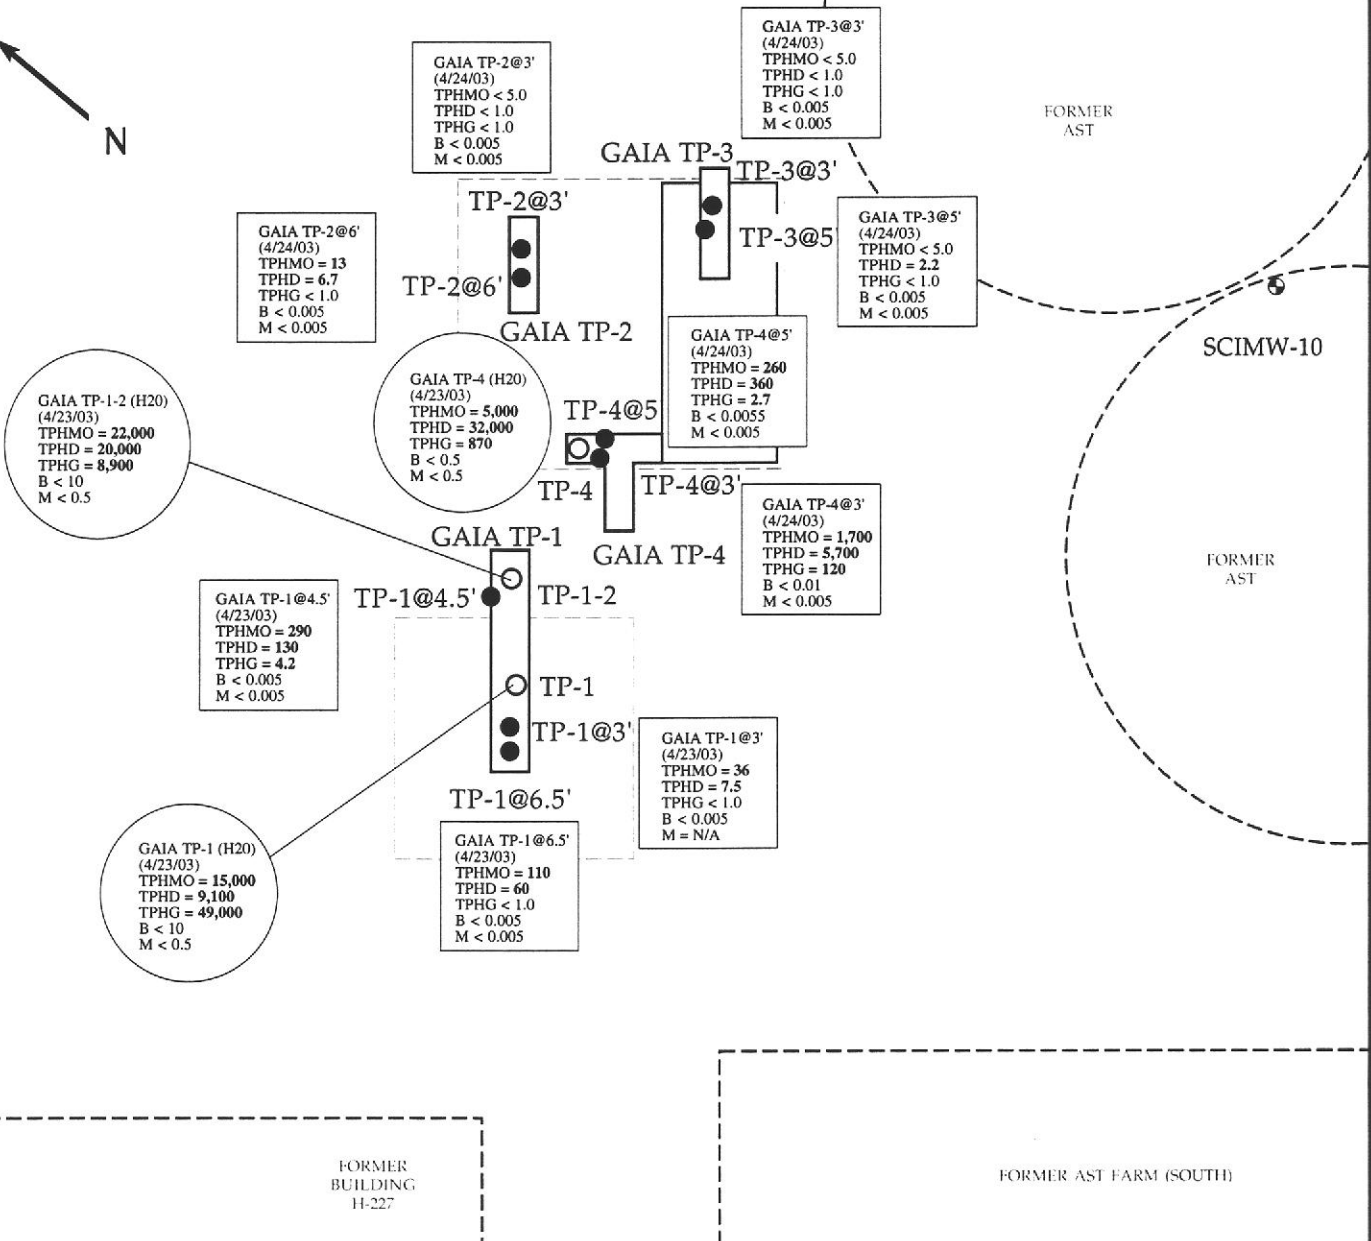 N
GAIA TP-2@3'
(4/24/03)
TPHMO < 5.0
TPHD < 1.0
TPHG < 1.0
B < 0.005
M < 0.005
GAIA TP-3@3'
(4/24/03)
TPHMO < 5.0
TPHD < 1.0
TPHG < 1.0
B < 0.005
M < 0.005
FORMER
AST
GAIA TP-3
TP-3@3'
TP-3@5'
TP-2@3'
TP-2@6'
GAIA TP-2
GAIA TP-2@6'
(4/24/03)
TPHMO = 13
TPHD = 6.7
TPHG < 1.0
B < 0.005
M < 0.005
GAIA TP-3@5'
(4/24/03)
TPHMO < 5.0
TPHD = 2.2
TPHG < 1.0
B < 0.005
M < 0.005
SCIMW-10
GAIA TP-4@5'
(4/24/03)
TPHMO = 260
TPHD = 360
TPHG = 2.7
B < 0.0055
M < 0.005
GAIA TP-1-2 (H20)
(4/23/03)
TPHMO = 22,000
TPHD = 20,000
TPHG = 8,900
B < 10
M < 0.5
GAIA TP-4 (H20)
(4/23/03)
TPHMO = 5,000
TPHD = 32,000
TPHG = 870
B < 0.5
M < 0.5
TP-4@5
TP-4
TP-4@3'
GAIA TP-4
GAIA TP-4@3'
(4/24/03)
TPHMO = 1,700
TPHD = 5,700
TPHG = 120
B < 0.01
M < 0.005
FORMER
AST
GAIA TP-1
TP-1@4.5'
TP-1-2
GAIA TP-1@4.5'
(4/23/03)
TPHMO = 290
TPHD = 130
TPHG = 4.2
B < 0.005
M < 0.005
TP-1
TP-1@3'
TP-1@6.5'
GAIA TP-1@3'
(4/23/03)
TPHMO = 36
TPHD = 7.5
TPHG < 1.0
B < 0.005
M = N/A
GAIA TP-1 (H20)
(4/23/03)
TPHMO = 15,000
TPHD = 9,100
TPHG = 49,000
B < 10
M < 0.5
GAIA TP-1@6.5'
(4/23/03)
TPHMO = 110
TPHD = 60
TPHG < 1.0
B < 0.005
M < 0.005
FORMER
BUILDING
H-227
FORMER AST FARM (SOUTH)